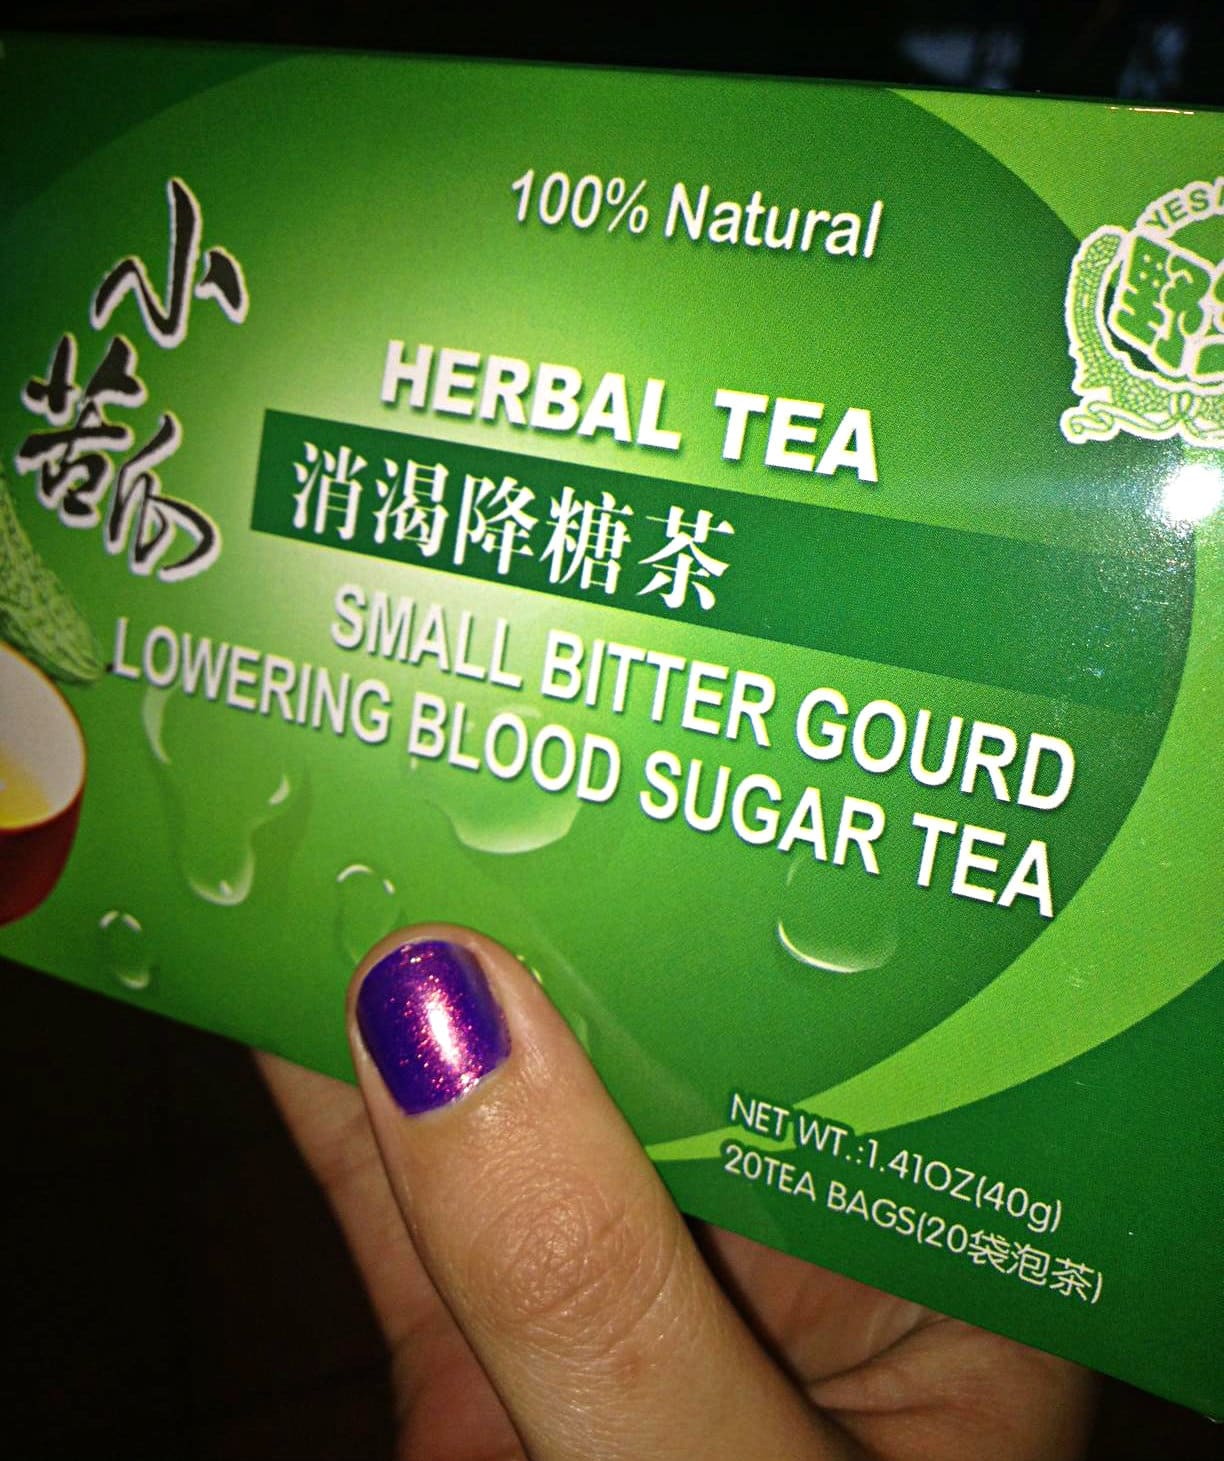 100% Natural
小苦瓜
HERBAL TEA
消渴降糖茶
SMALL BITTER GOURD
LOWERING BLOOD SUGAR TEA
NET WT.:1.41OZ(40g)
20TEA BAGS(20袋泡茶)